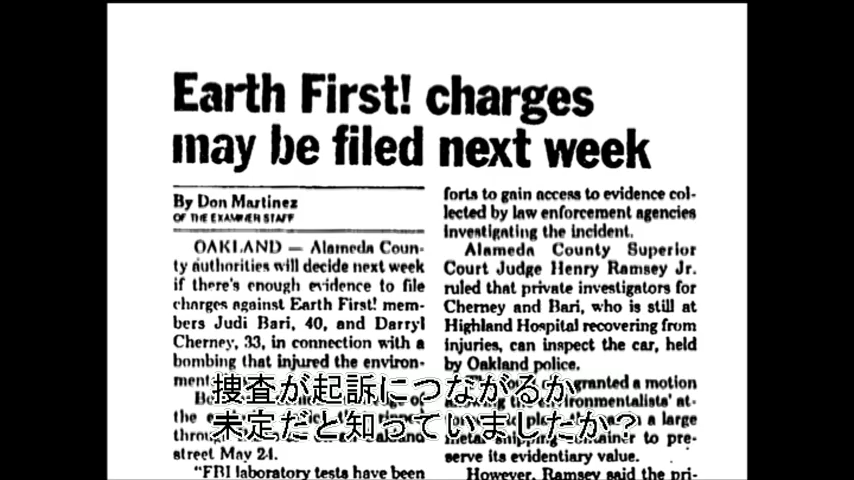 Earth First! charges
may be filed next week
By Don Martinez
OF THE EXAMINER STAFF
OAKLAND — Alameda Coun-
ty authorities will decide next week
if there's enough evidence to file
charges against Earth First! mem-
bers Judi Bari, 40, and Darryl
Cherney, 33, in connection with a
bombing that injured the environ-
street May 24.
"FBI laboratory tests have been
forts to gain access to evidence col-
lected by law enforcement agencies
investigating the incident.
Alameda County Superior
Court Judge Henry Ramsey Jr.
ruled that private investigators for
Cherney and Bari, who is still at
Highland Hospital recovering from
injuries, can inspect the car, held
by Oakland police.
granted a motion
environmentalists' at-
a large
to pre-
serve its evidentiary value.
However, Ramsey said the pri-
捜査が起訴につながるか
未定だと知っていましたか?